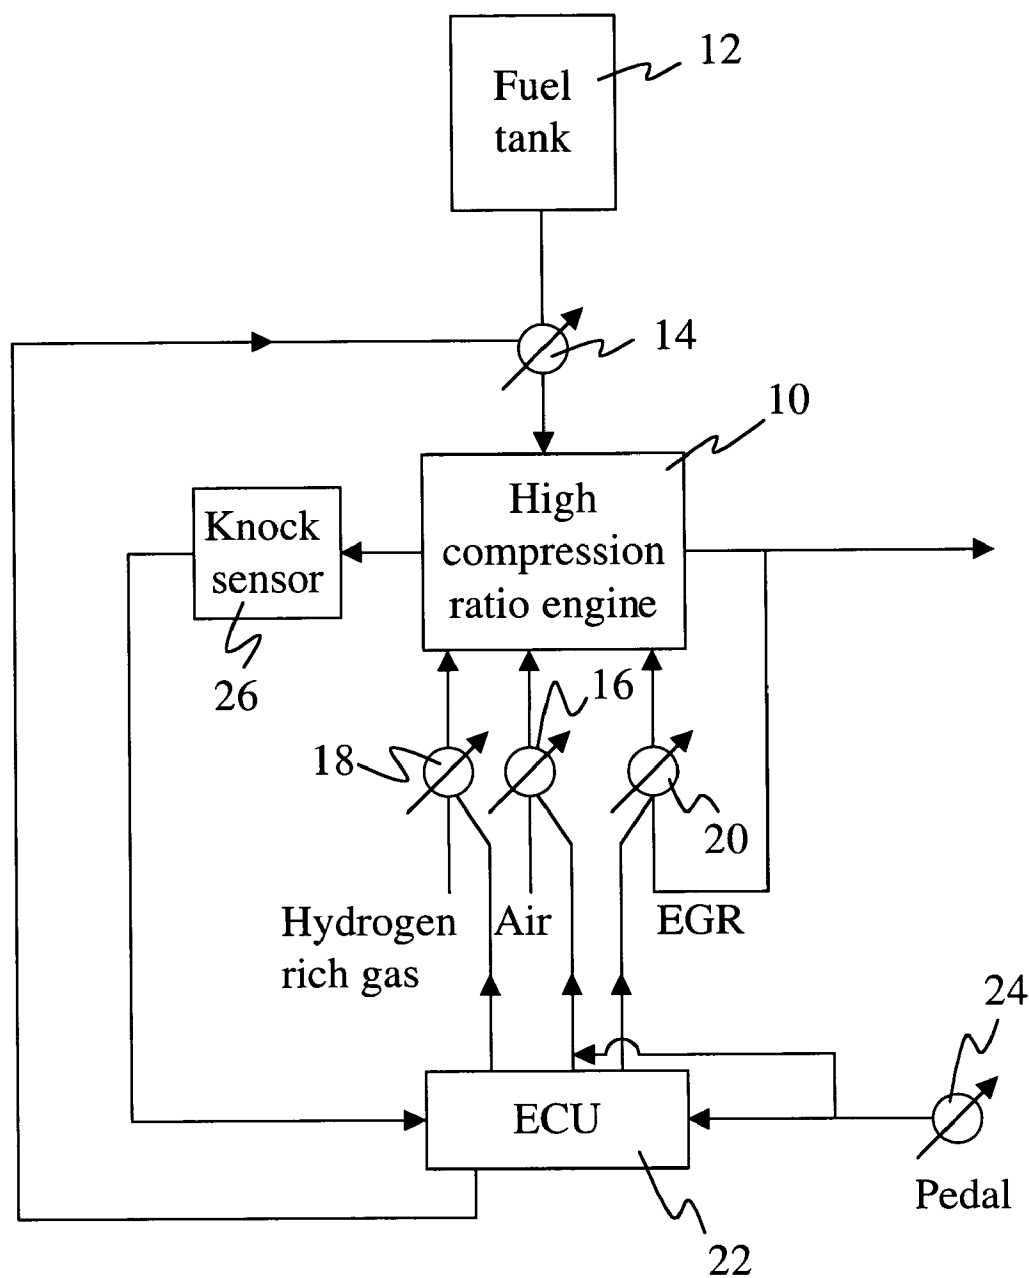 12
Fuel
tank
14
10
High
compression
ratio engine
Knock
sensor
26
16
18
20
Hydrogen
rich gas
Air
EGR
24
ECU
Pedal
22